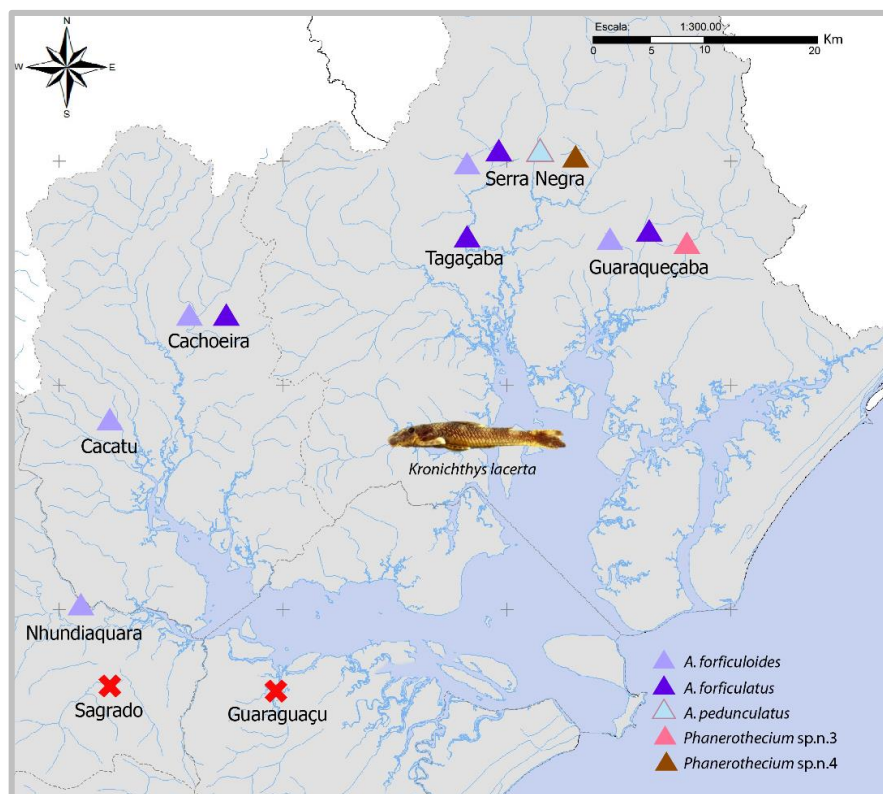 Escala: 1:300.00
Km
0 5 10 20
N
W E
S
Serra Negra
Tagaçaba
Guaraqueçaba
Cachoeira
Cacatu
Kronichthys lacerta
Nhundiaquara
Sagrado
Guaraguaçu
A. forficuloides
A. forficulatus
A. pedunculatus
Phanerothecium sp.n.3
Phanerothecium sp.n.4